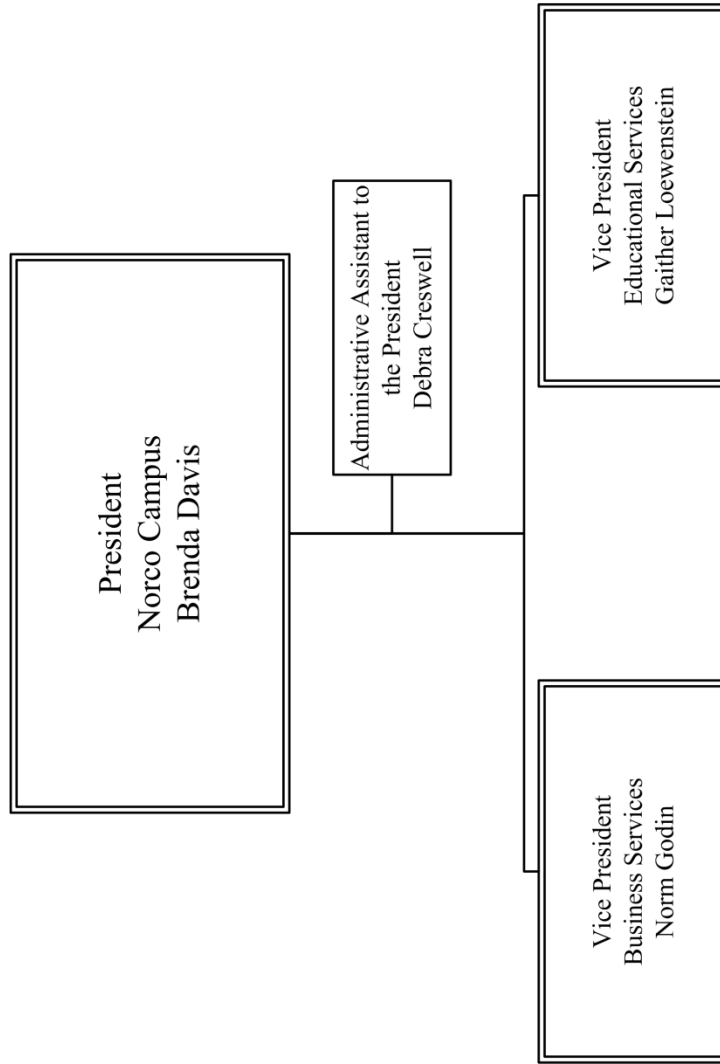 President
Norco Campus
Brenda Davis
Administrative Assistant to
the President
Debra Creswell
Vice President
Business Services
Norm Godin
Vice President
Educational Services
Gaither Loewenstein